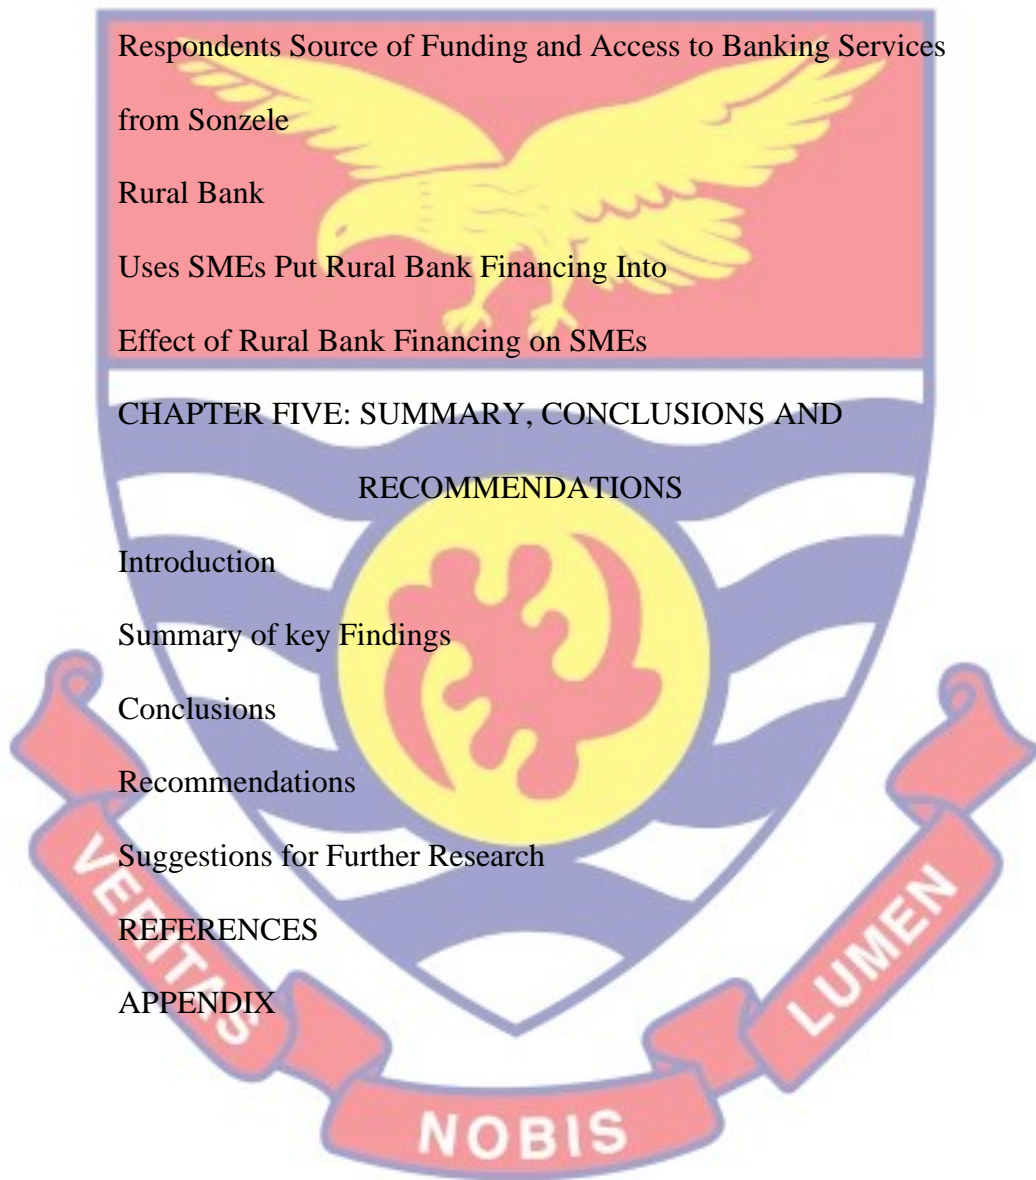 Respondents Source of Funding and Access to Banking Services
from Sonzele
Rural Bank
Uses SMEs Put Rural Bank Financing Into
Effect of Rural Bank Financing on SMEs
CHAPTER FIVE: SUMMARY, CONCLUSIONS AND
RECOMMENDATIONS
Introduction
Summary of key Findings
Conclusions
Recommendations
Suggestions for Further Research
REFERENCES
APPENDIX
VERITAS
NOBIS
LUMEN